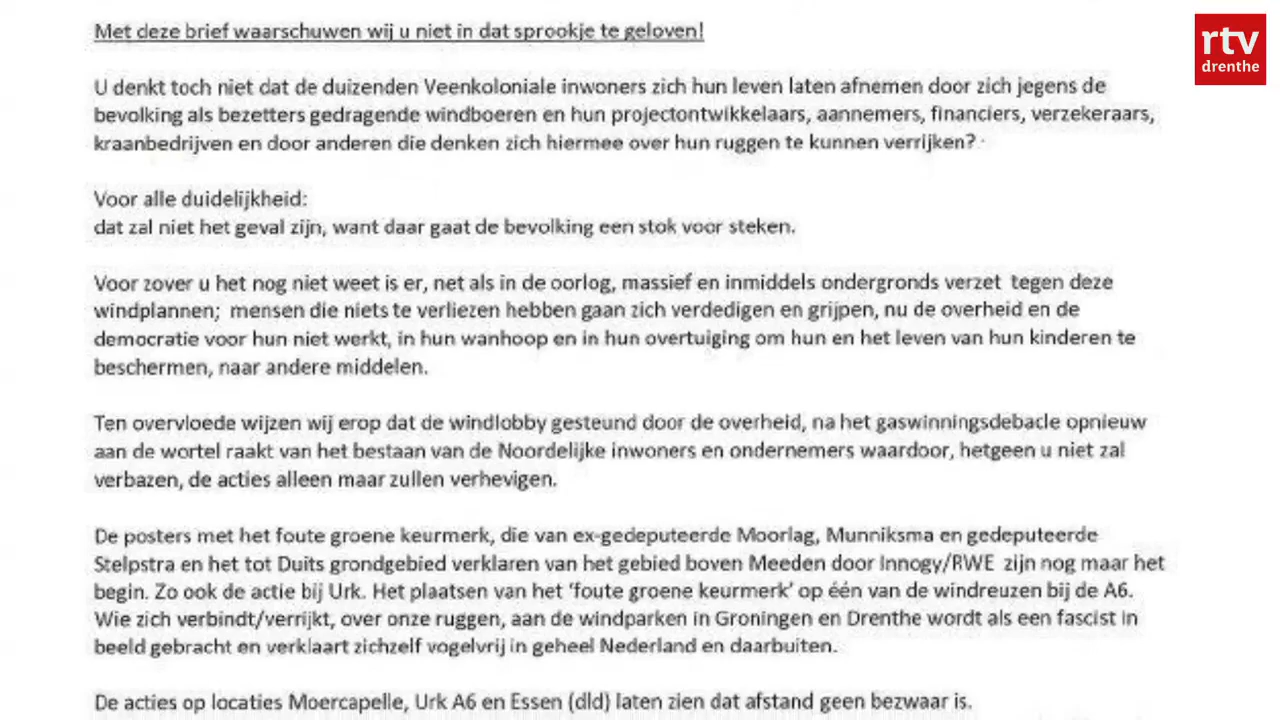 Met deze brief waarschuwen wij u niet in dat sprookje te geloven!
rtv
drenthe
U denkt toch niet dat de duizenden Veenkoloniale inwoners zich hun leven laten afnemen door zich jegens de
bevolking als bezetters gedragende windboeren en hun projectontwikkelaars, aannemers, financiers, verzekeraars,
kraanbedrijven en door anderen die denken zich hiermee over hun ruggen te kunnen verrijken?
Voor alle duidelijkheid:
dat zal niet het geval zijn, want daar gaat de bevolking een stok voor steken.
Voor zover u het nog niet weet is er, net als in de oorlog, massief en inmiddels ondergronds verzet tegen deze
windplannen; mensen die niets te verliezen hebben gaan zich verdedigen en grijpen, nu de overheid en de
democratie voor hun niet werkt, in hun wanhoop en in hun overtuiging om hun en het leven van hun kinderen te
beschermen, naar andere middelen.
Ten overvloede wijzen wij erop dat de windlobby gesteund door de overheid, na het gaswinningsdebacle opnieuw
aan de wortel raakt van het bestaan van de Noordelijke inwoners en ondernemers waardoor, hetgeen u niet zal
verbazen, de acties alleen maar zullen verhevigen.
De posters met het foute groene keurmerk, die van ex-gedeputeerde Moorlag, Munniksma en gedeputeerde
Stelpstra en het tot Duits grondgebied verklaren van het gebied boven Meeden door Innogy/RWE zijn nog maar het
begin. Zo ook de actie bij Urk. Het plaatsen van het 'foute groene keurmerk' op één van de windreuzen bij de A6.
Wie zich verbindt/verrijkt, over onze ruggen, aan de windparken in Groningen en Drenthe wordt als een fascist in
beeld gebracht en verklaart zichzelf vogelvrij in geheel Nederland en daarbuiten.
De acties op locaties Moercapelle, Urk A6 en Essen (dld) laten zien dat afstand geen bezwaar is.